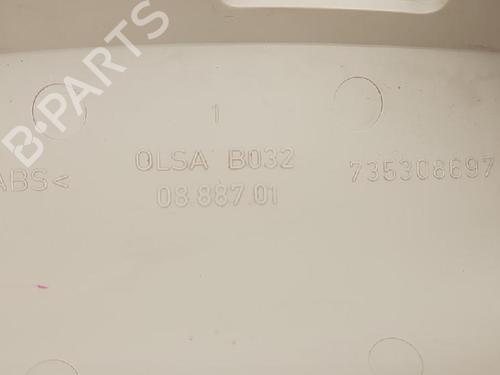 B-PARTS
1
ABS< OLSA B032 735308697
08.887.01